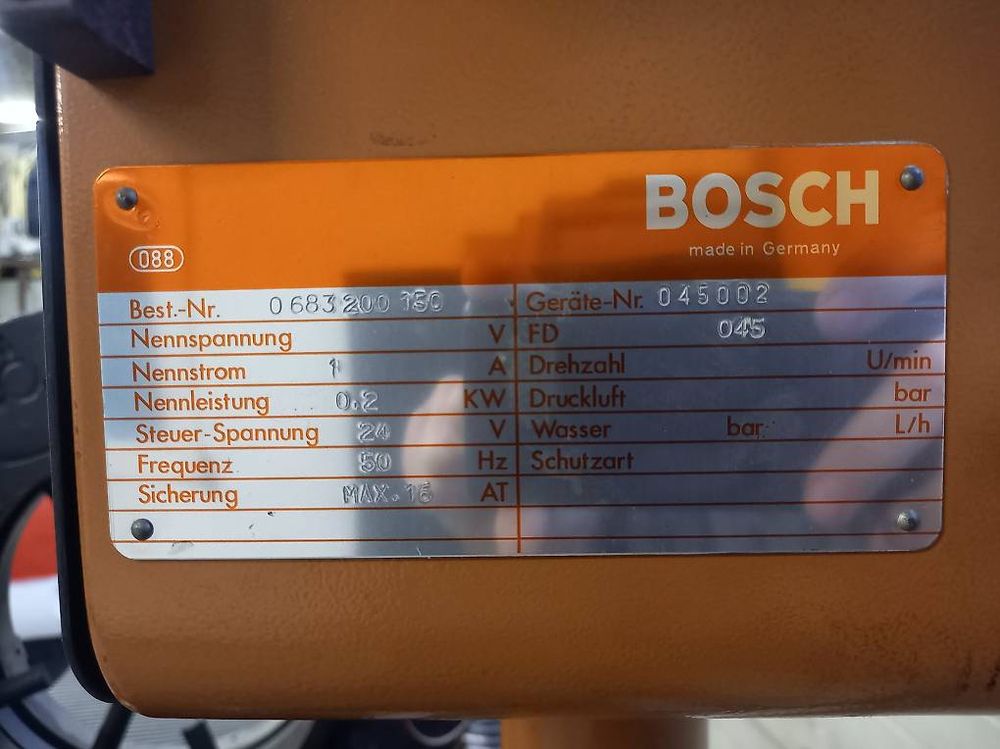 BOSCH
made in Germany
088
Best.-Nr. 0 683 200 150 Geräte-Nr. 045002
Nennspannung V FD 045
Nennstrom 1 A Drehzahl U/min
Nennleistung 0.2 KW Druckluft bar
Steuer-Spannung 24 V Wasser bar L/h
Frequenz 50 Hz Schutzart
Sicherung MAX.16 AT